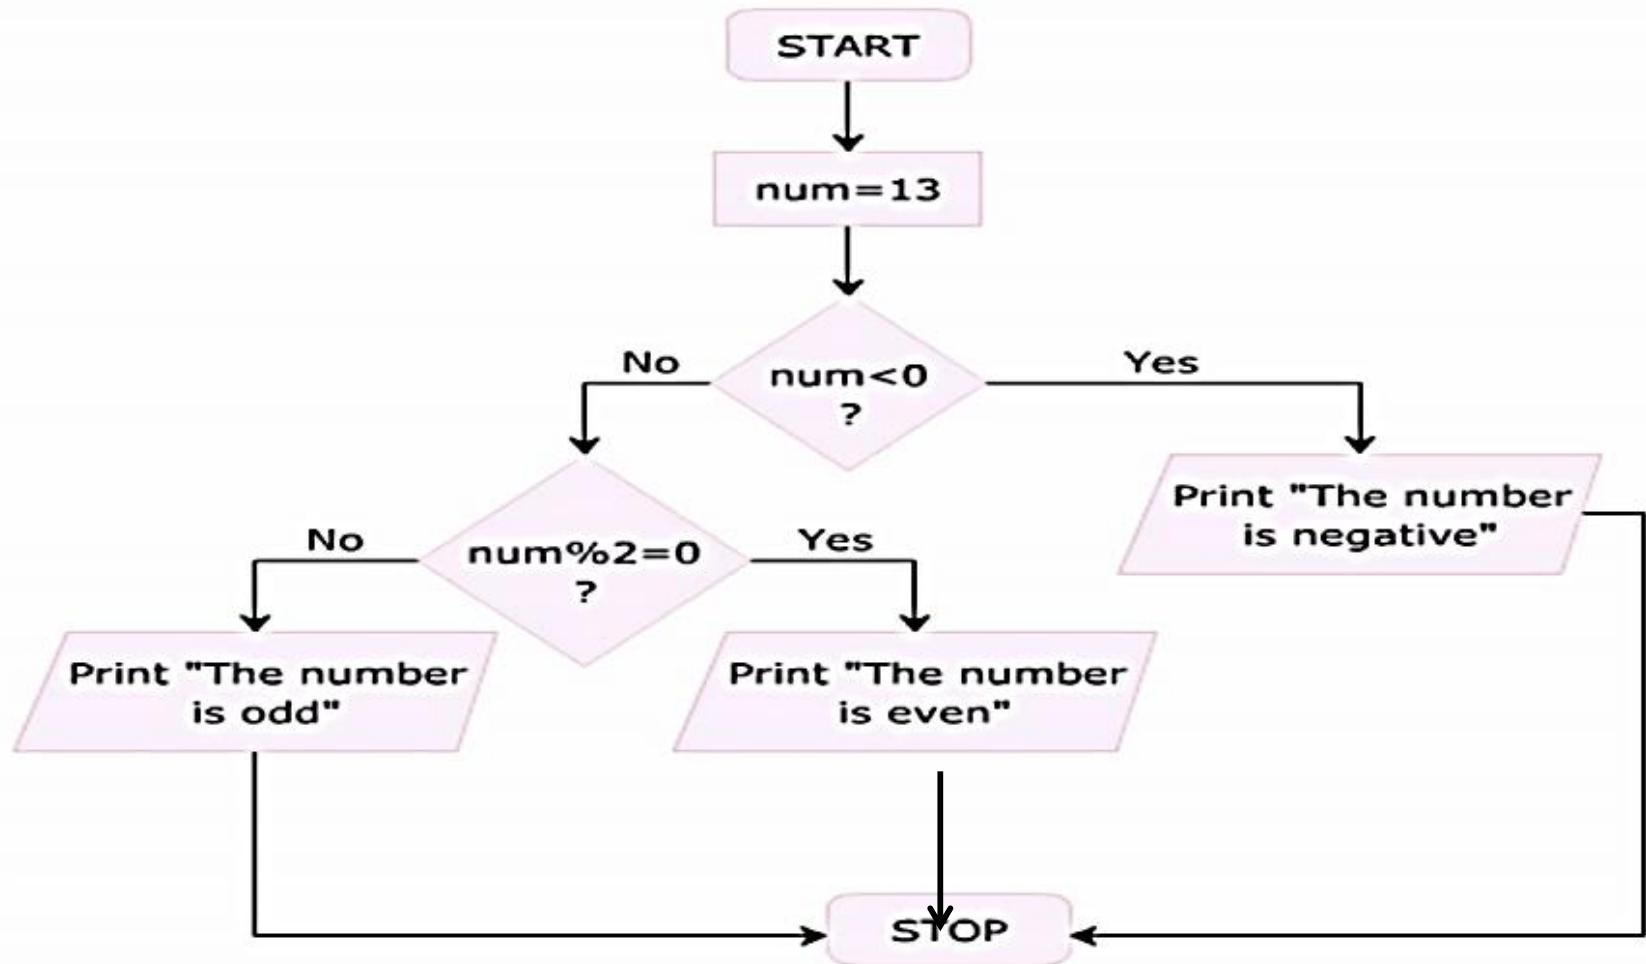 START
num=13
No
num<0
?
Yes
No
num%2=0
?
Yes
Print "The number
is negative"
Print "The number
is odd"
Print "The number
is even"
STOP